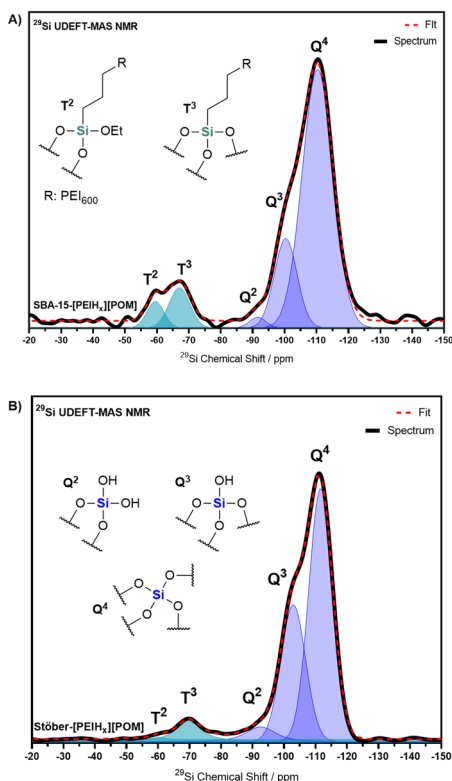 A)
²⁹Si UDEFT-MAS NMR
Fit
Spectrum
Q⁴
R
R
T²
T³
Si
OEt
O
O
Si
O
O
O
R: PEI₆₀₀
Q³
T²
T³
Q²
SBA-15-[PEIHₓ][POM]
-20 -30 -40 -50 -60 -70 -80 -90 -100 -110 -120 -130 -140 -150
²⁹Si Chemical Shift / ppm
B)
²⁹Si UDEFT-MAS NMR
Fit
Spectrum
Q⁴
Q²
OH
Q³
OH
O
Si
OH
O
O
Si
O
O
Q³
O
O
Q⁴
Si
O
O
T²
T³
Q²
Stöber-[PEIHₓ][POM]
-20 -30 -40 -50 -60 -70 -80 -90 -100 -110 -120 -130 -140 -150
²⁹Si Chemical Shift / ppm